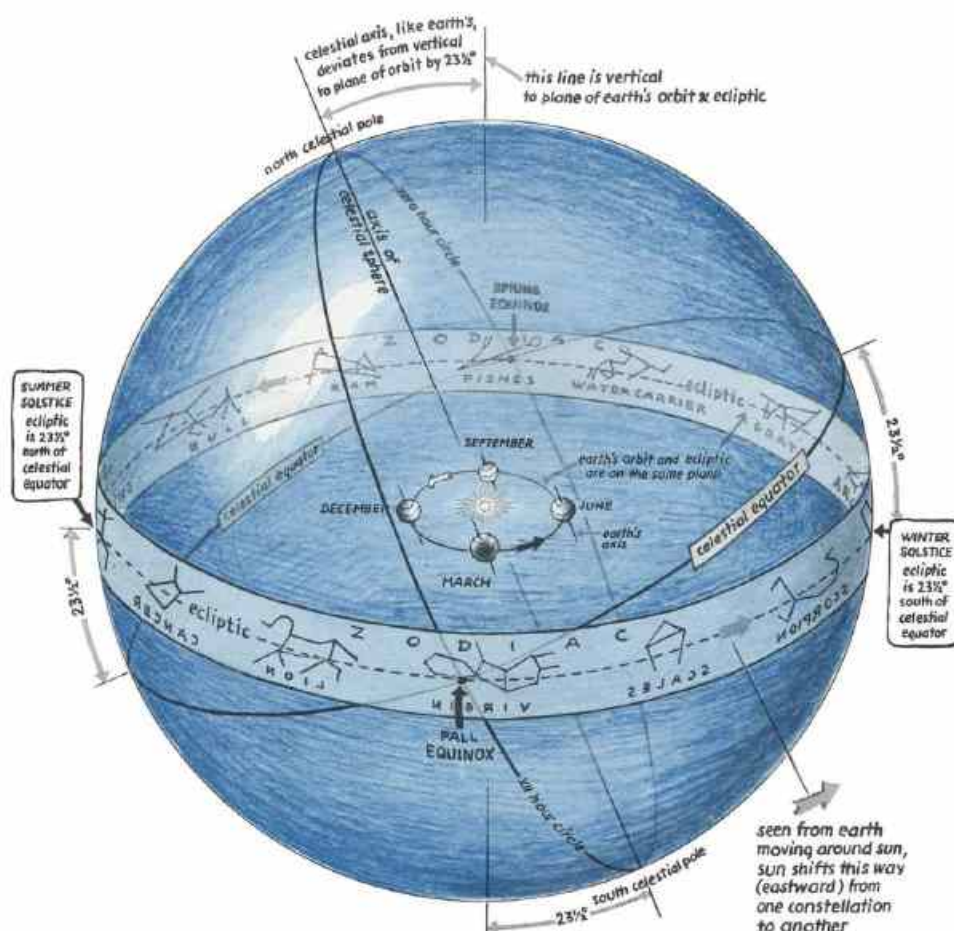 celestial axis, like earth's,
deviates from vertical
to plane of orbit by 23½°
this line is vertical
to plane of earth's orbit & ecliptic
north celestial pole
axis of
celestial sphere
zero hour circle
SPRING
EQUINOX
ZODIAC
BULL
RAM
FISHES
WATER CARRIER
ecliptic
GOAT
SUMMER
SOLSTICE
ecliptic
is 23½°
north of
celestial
equator
23½°
celestial equator
SEPTEMBER
earth's orbit and ecliptic
are on the same plane
DECEMBER
JUNE
earth's
axis
MARCH
celestial equator
23½°
WINTER
SOLSTICE
ecliptic
is 23½°
south of
celestial
equator
CANCER
ecliptic
LION
ZODIAC
VIRGIN
SCALES
SCORPION
FALL
EQUINOX
XII hour circle
south celestial pole
23½°
seen from earth
moving around sun,
sun shifts this way
(eastward) from
one constellation
to another